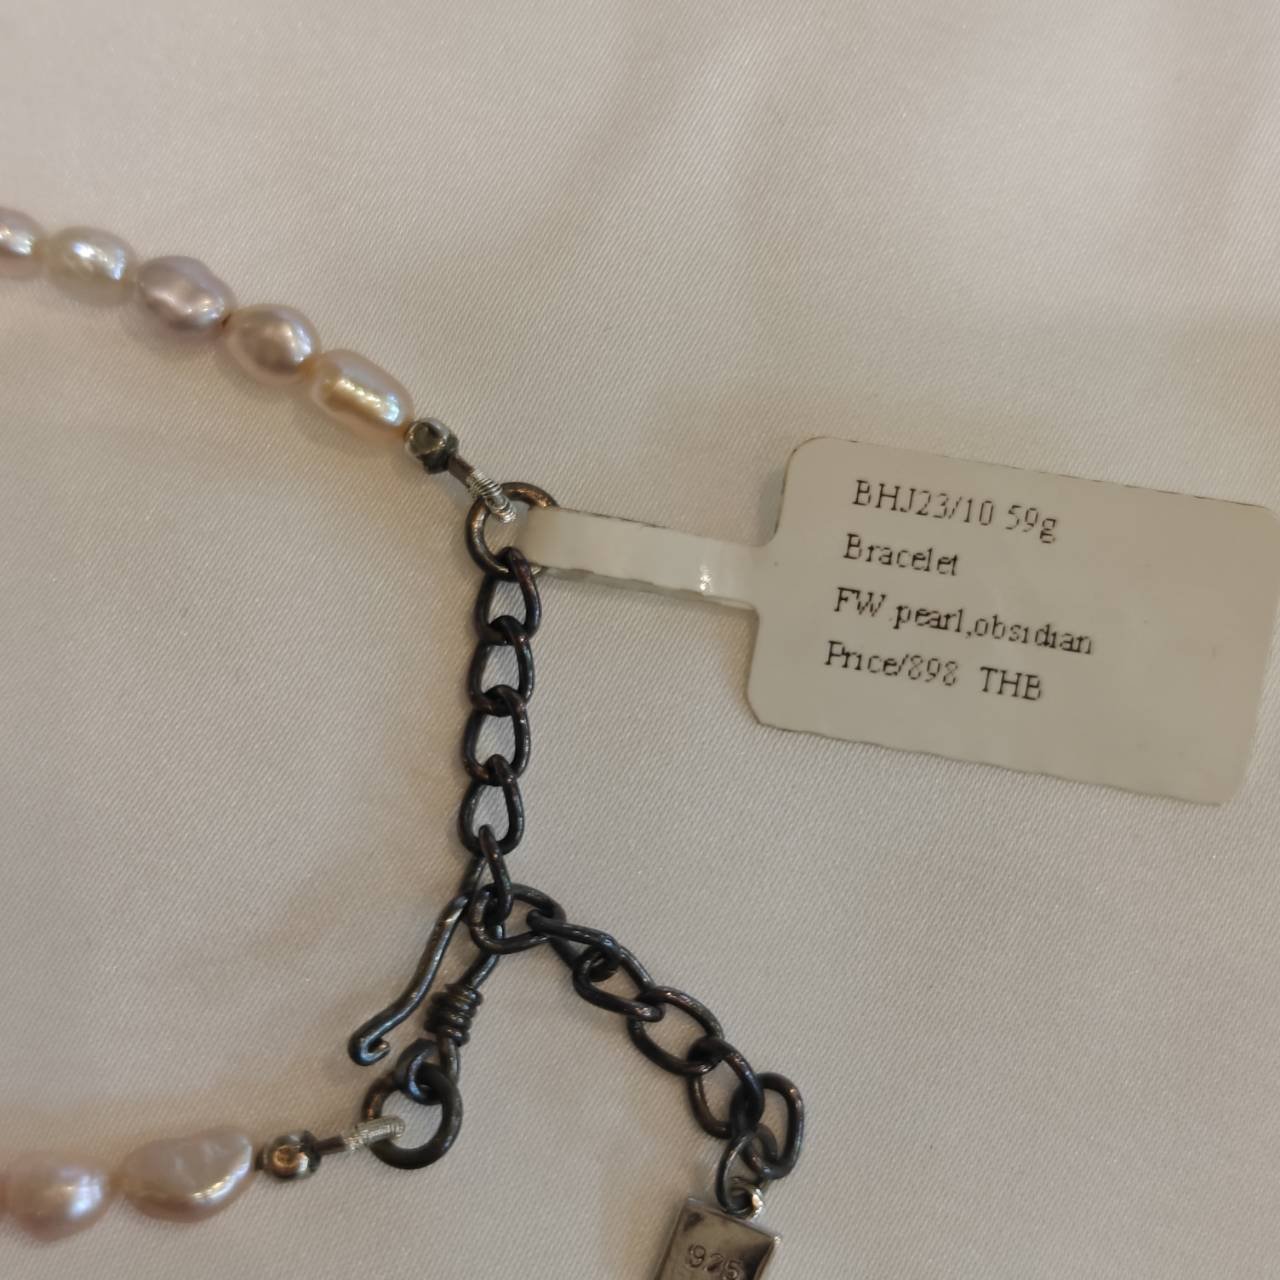 BHJ23/10 59g
Bracelet
FW pearl,obsidian
Price/898 THB
925